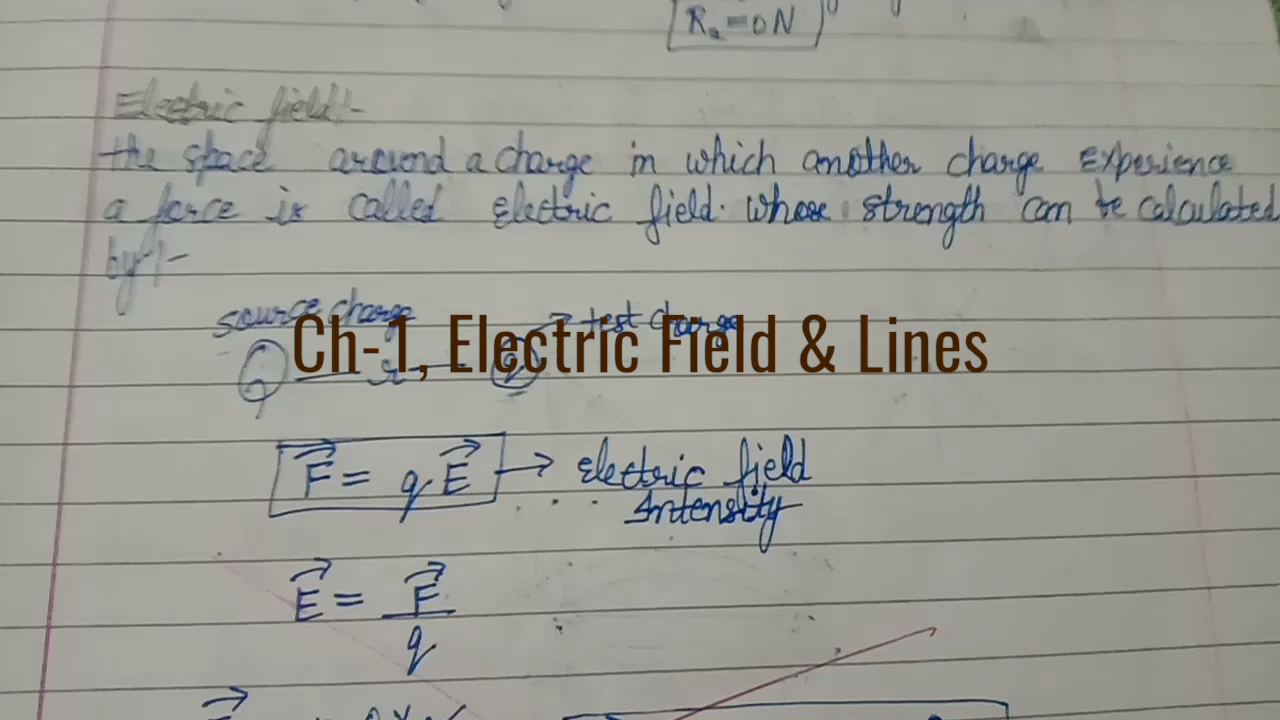 R₂ = 0 N
Electric field:-
the space around a charge in which another charge experience
a force is called electric field. whose strength can be calculated
by:-
source charge
test charge
Ch-1, Electric Field & Lines
Q
F⃗ = qE⃗ → electric field
Intensity
E⃗ = F⃗
q